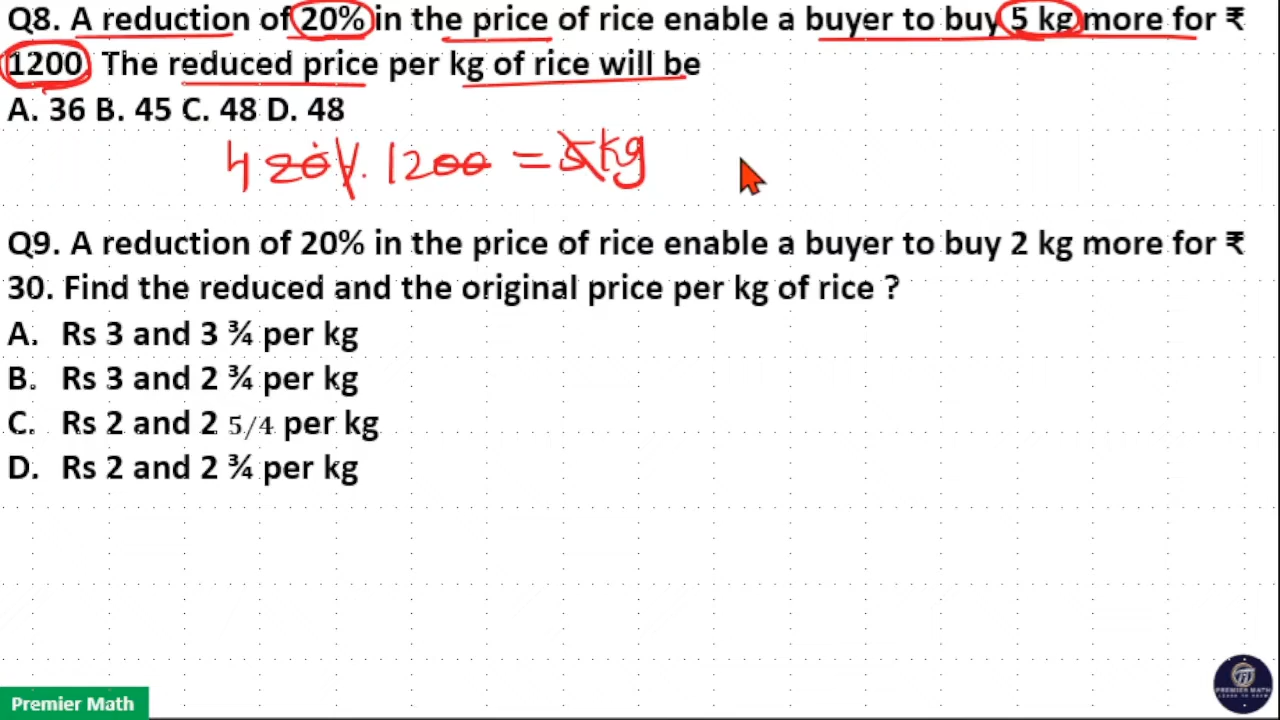 Q8. A reduction of 20% in the price of rice enable a buyer to buy 5 kg more for ₹
1200. The reduced price per kg of rice will be
A. 36 B. 45 C. 48 D. 48
4 20%. 1200 = 5kg
Q9. A reduction of 20% in the price of rice enable a buyer to buy 2 kg more for ₹
30. Find the reduced and the original price per kg of rice ?
A. Rs 3 and 3 ¾ per kg
B. Rs 3 and 2 ¾ per kg
C. Rs 2 and 2 5/4 per kg
D. Rs 2 and 2 ¾ per kg
Premier Math
PREMIER MATH